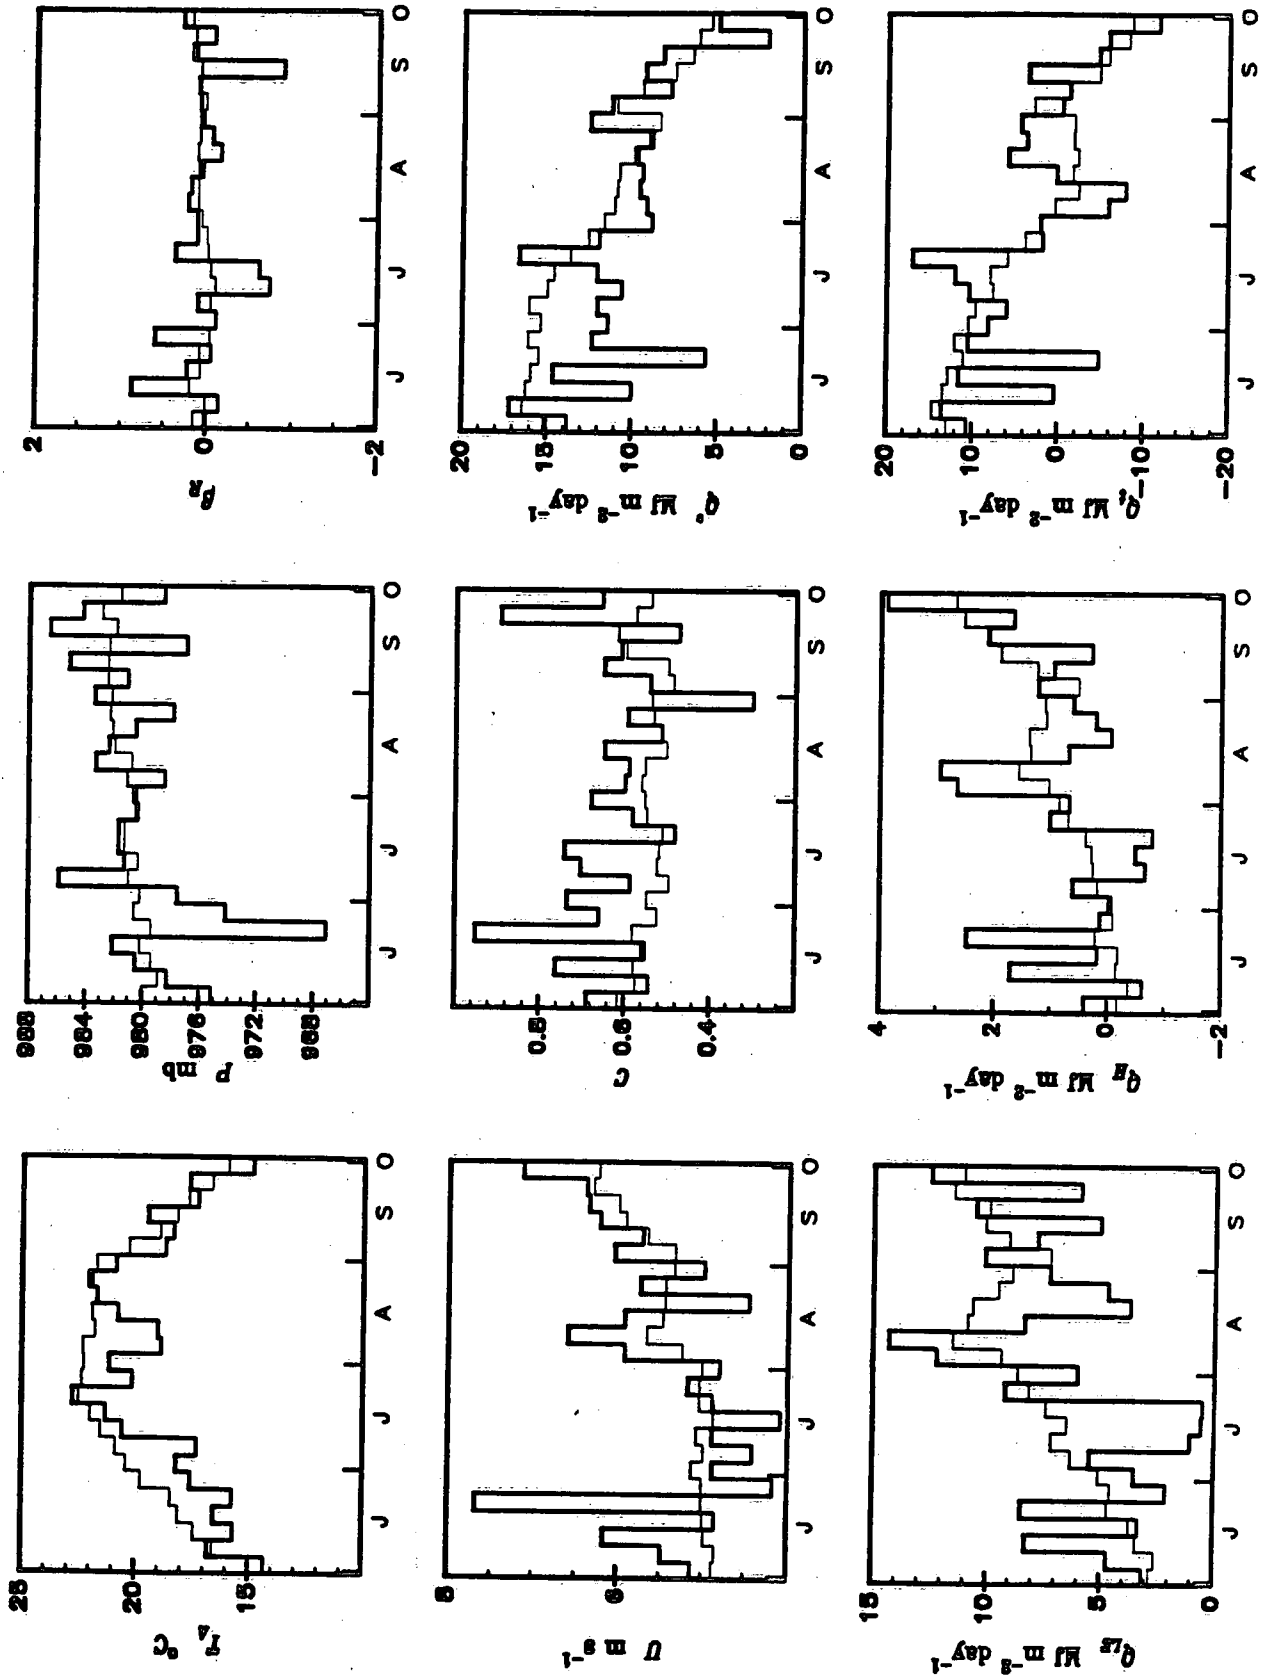 T_A °C
25
20
15
J J A S O
P mb
988
984
980
976
972
968
J J A S O
β_R
2
0
−2
J J A S O
U m s⁻¹
8
J J A S O
C
0.8
0.6
0.4
J J A S O
Q* MJ m⁻² day⁻¹
20
15
10
5
0
J J A S O
Q_LE MJ m⁻² day⁻¹
15
10
5
0
J J A S O
Q_H MJ m⁻² day⁻¹
4
2
0
−2
J J A S O
Q_t MJ m⁻² day⁻¹
20
10
0
−10
−20
J J A S O